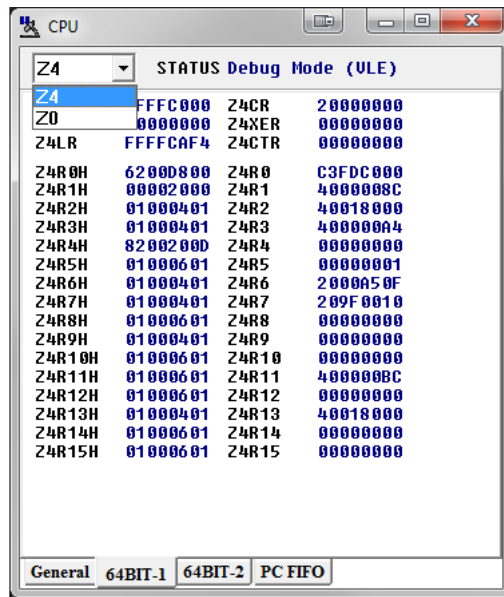 CPU
Z4 STATUS Debug Mode (VLE)
Z4 FFFC000 Z4CR 20000000
Z0 0000000 Z4XER 00000000
Z4LR FFFFCAF4 Z4CTR 00000000
Z4R0H 6200D800 Z4R0 C3FDC000
Z4R1H 00002000 Z4R1 4000008C
Z4R2H 01000401 Z4R2 40018000
Z4R3H 01000401 Z4R3 400000A4
Z4R4H 8200200D Z4R4 00000000
Z4R5H 01000601 Z4R5 00000001
Z4R6H 01000401 Z4R6 2000A50F
Z4R7H 01000401 Z4R7 209F0010
Z4R8H 01000601 Z4R8 00000000
Z4R9H 01000401 Z4R9 00000000
Z4R10H 01000601 Z4R10 00000000
Z4R11H 01000601 Z4R11 400000BC
Z4R12H 01000601 Z4R12 00000000
Z4R13H 01000401 Z4R13 40018000
Z4R14H 01000601 Z4R14 00000000
Z4R15H 01000601 Z4R15 00000000
General 64BIT-1 64BIT-2 PC FIFO